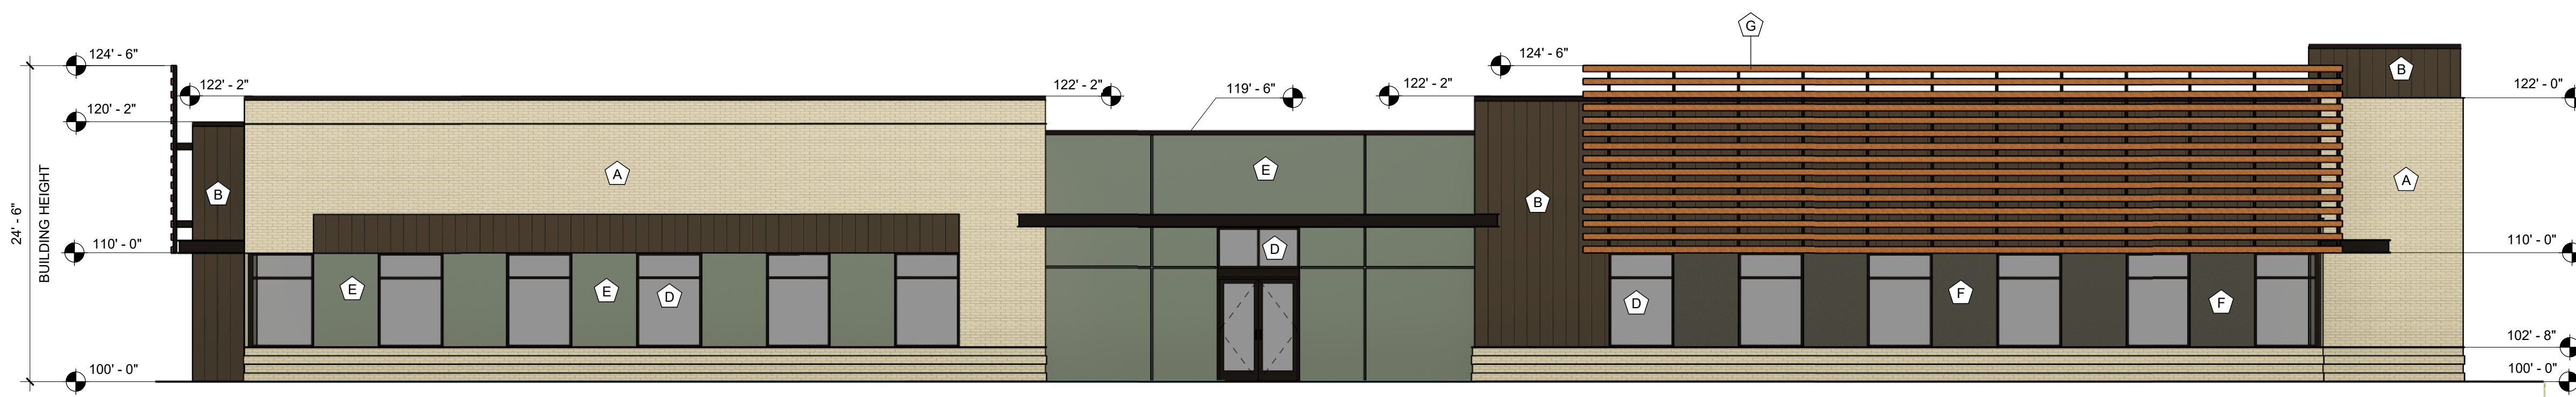 G
124' - 6"
124' - 6"
B
122' - 2"
122' - 2"
119' - 6"
122' - 2"
122' - 0"
120' - 2"
24' - 6"
BUILDING HEIGHT
B
A
E
B
A
110' - 0"
D
110' - 0"
E
E
D
D
F
F
102' - 8"
100' - 0"
100' - 0"